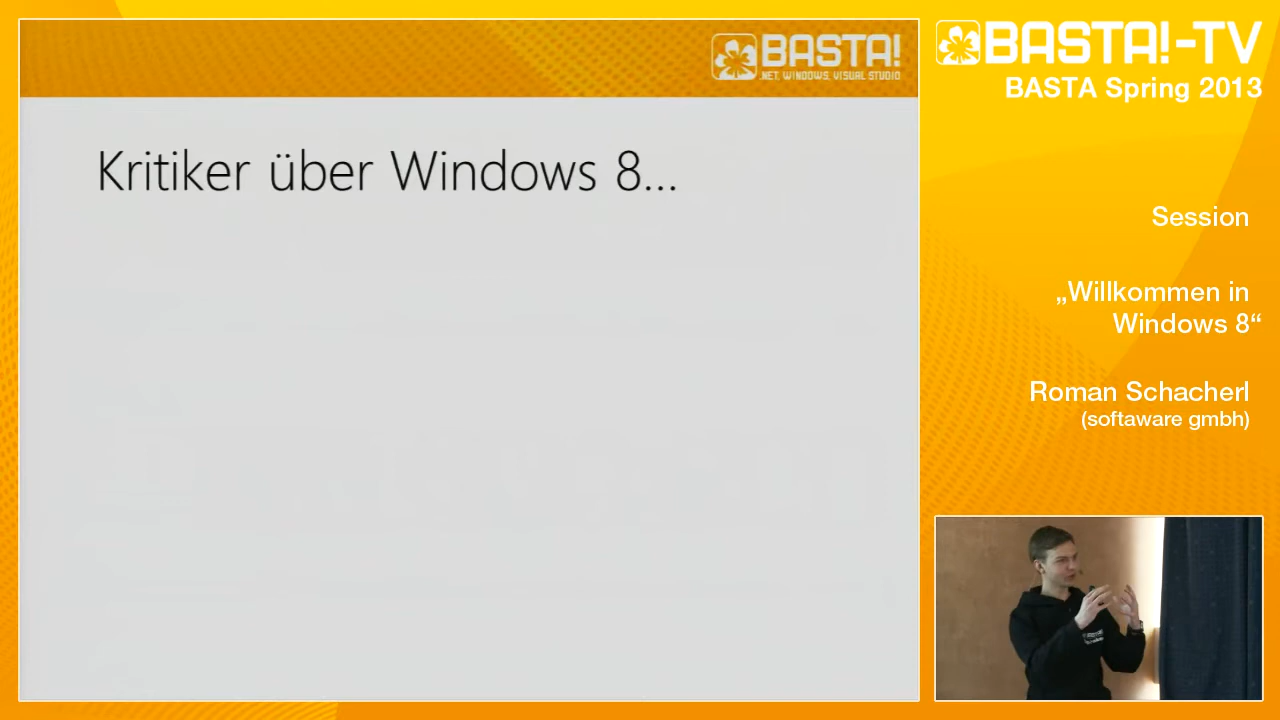 BASTA!
.NET, WINDOWS, VISUAL STUDIO
Kritiker über Windows 8...
BASTA!-TV
BASTA Spring 2013
Session
„Willkommen in
Windows 8“
Roman Schacherl
(softaware gmbh)
BASTA!